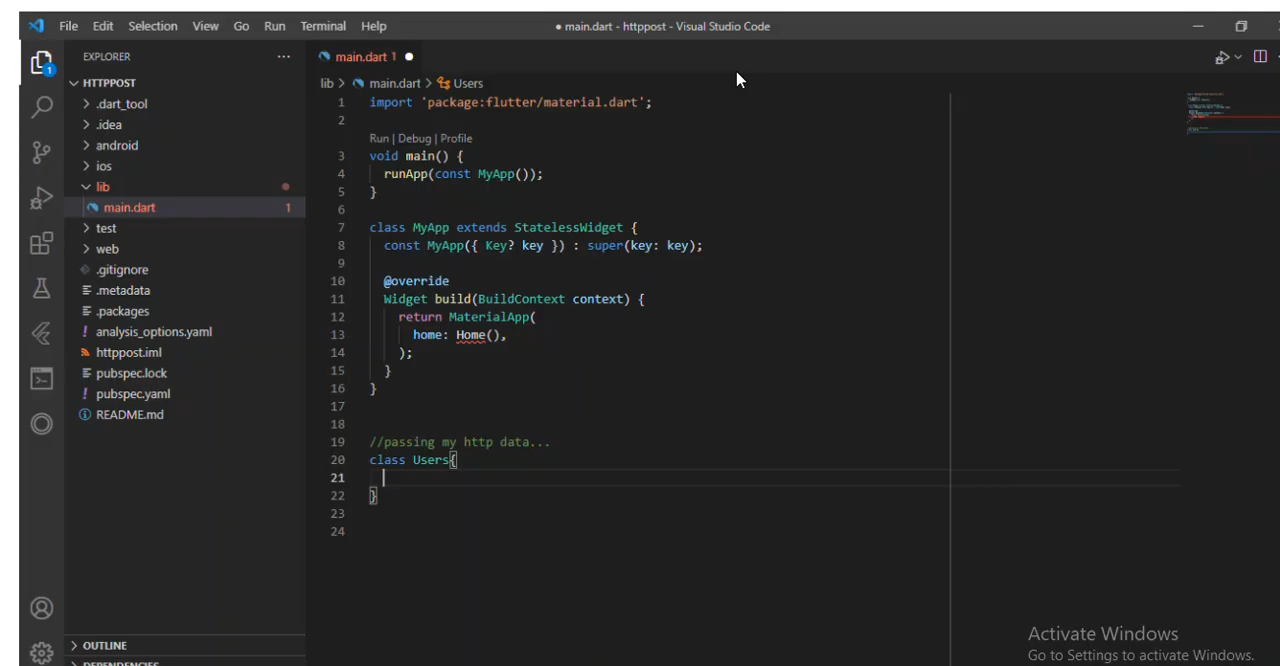 File Edit Selection View Go Run Terminal Help
● main.dart - httppost - Visual Studio Code
EXPLORER ...
1
HTTPPOST
.dart_tool
.idea
android
ios
lib
main.dart 1
test
web
.gitignore
.metadata
.packages
! analysis_options.yaml
httppost.iml
pubspec.lock
! pubspec.yaml
README.md
OUTLINE
DEPENDENCIES
main.dart 1 ●
lib > main.dart > Users
1 import 'package:flutter/material.dart';
2
Run | Debug | Profile
3 void main() {
4 runApp(const MyApp());
5 }
6
7 class MyApp extends StatelessWidget {
8 const MyApp({ Key? key }) : super(key: key);
9
10 @override
11 Widget build(BuildContext context) {
12 return MaterialApp(
13 home: Home(),
14 );
15 }
16 }
17
18
19 //passing my http data...
20 class Users{
21
22 }
23
24
Activate Windows
Go to Settings to activate Windows.